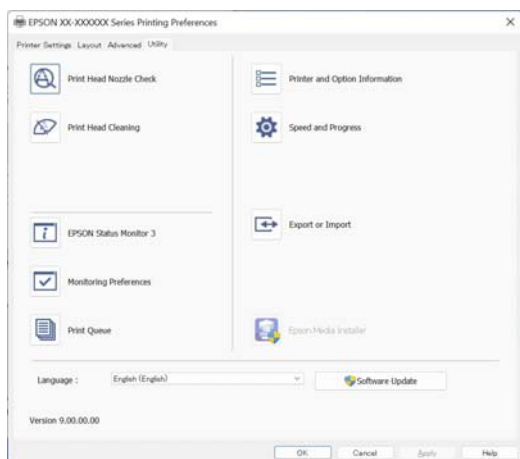 EPSON XX-XXXXXX Series Printing Preferences
Printer Settings Layout Advanced Utility
Print Head Nozzle Check
Print Head Cleaning
EPSON Status Monitor 3
Monitoring Preferences
Print Queue
Printer and Option Information
Speed and Progress
Export or Import
Epson Media Installer
Language : English (English) Software Update
Version 9.00.00.00
OK Cancel Apply Help